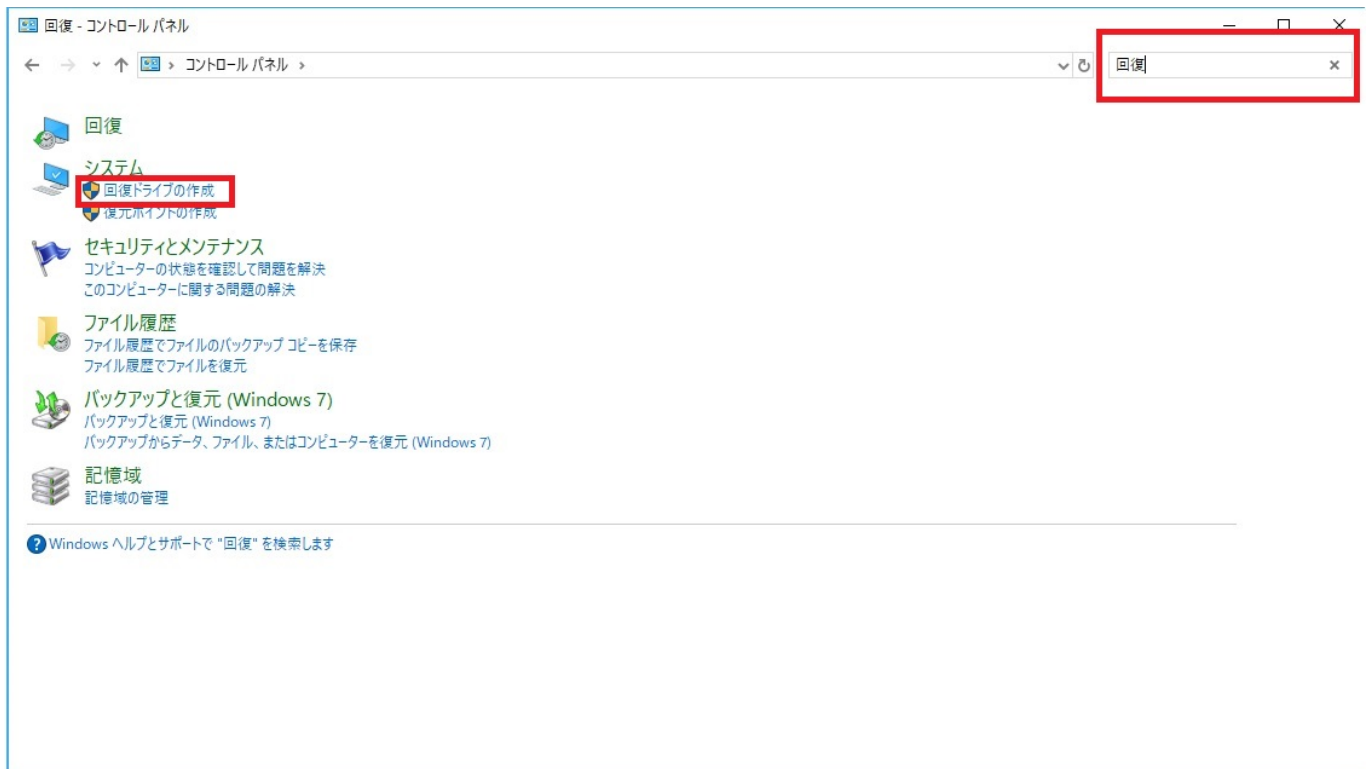 回復 - コントロール パネル
コントロール パネル
回復
回復
システム
回復ドライブの作成
復元ポイントの作成
セキュリティとメンテナンス
コンピューターの状態を確認して問題を解決
このコンピューターに関する問題の解決
ファイル履歴
ファイル履歴でファイルのバックアップ コピーを保存
ファイル履歴でファイルを復元
バックアップと復元 (Windows 7)
バックアップと復元 (Windows 7)
バックアップからデータ、ファイル、またはコンピューターを復元 (Windows 7)
記憶域
記憶域の管理
Windows ヘルプとサポートで "回復" を検索します